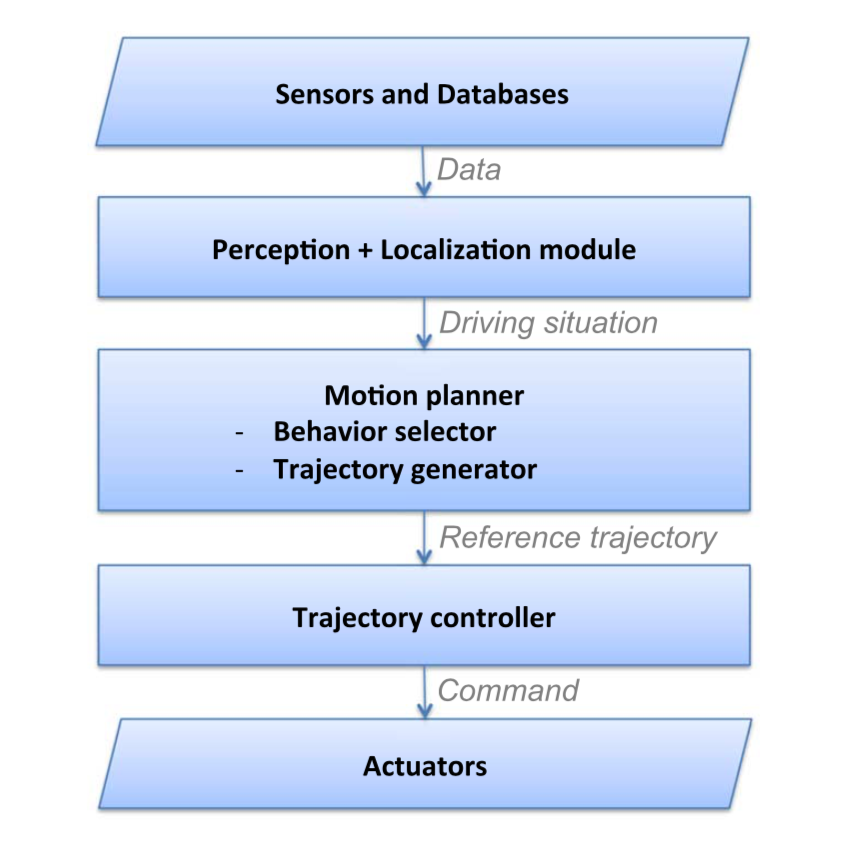 Sensors and Databases
Data
Perception + Localization module
Driving situation
Motion planner
- Behavior selector
- Trajectory generator
Reference trajectory
Trajectory controller
Command
Actuators